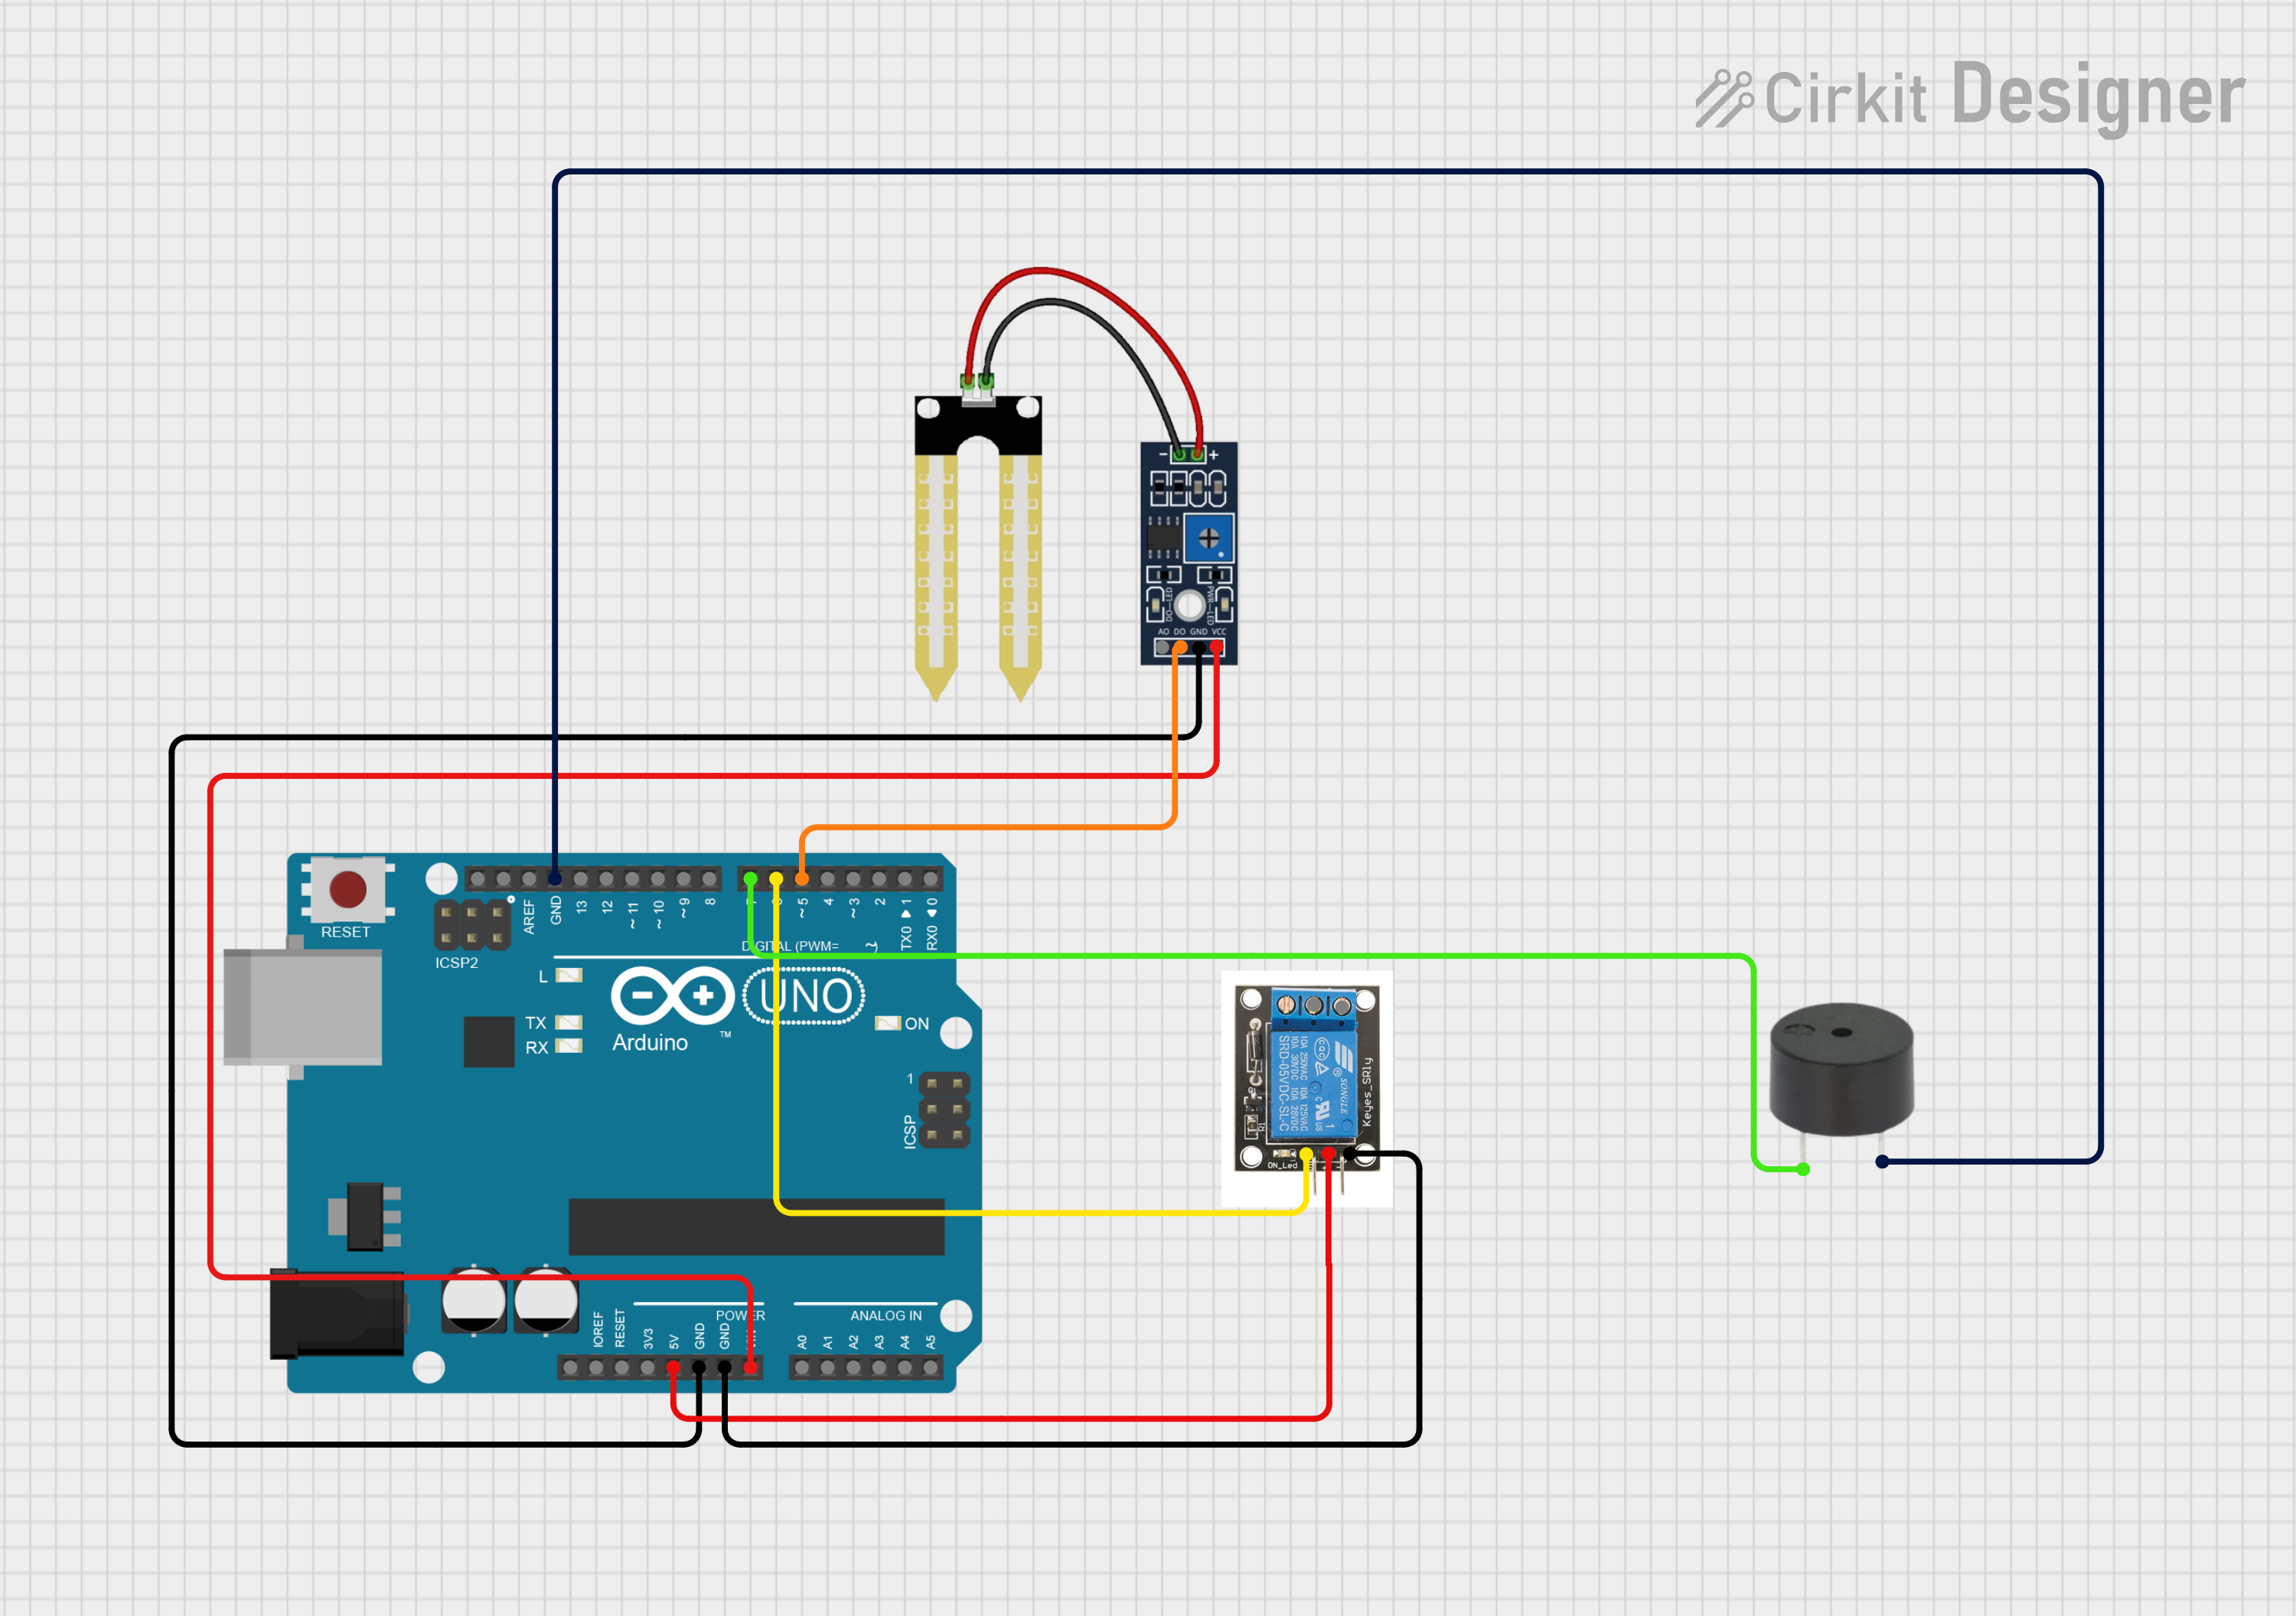 Cirkit Designer
- +
DO-LED
PWR-LED
AO DO GND VCC
RESET
ICSP2
AREF
GND
13
12
~11
~10
~9
8
~5
4
~3
2
TX0 ▶ 1
RX0 ◀ 0
DIGITAL (PWM= ~)
L
TX
RX
UNO
Arduino
TM
ON
1
ICSP
IOREF
RESET
3V3
5V
GND
GND
POWER
ANALOG IN
A0
A1
A2
A3
A4
A5
SONGLE
10A 250VAC 10A 125VAC
10A 30VDC 10A 28VDC
SRD-05VDC-SL-C
Keyes_SRly
R1
ON_Led